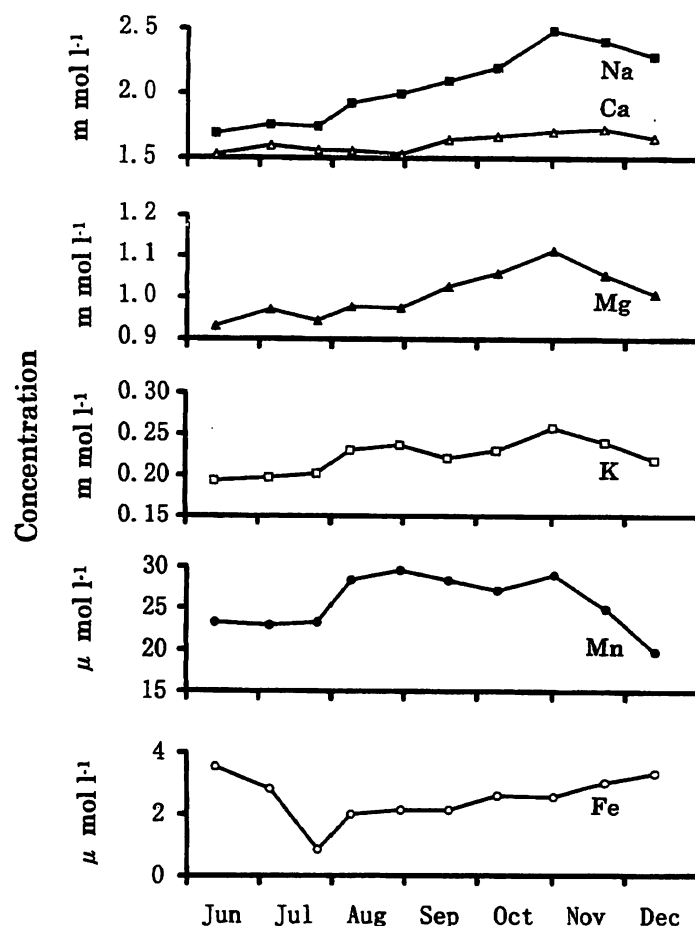 Concentration
m mol l-1
2.5
2.0
1.5
Na
Ca
m mol l-1
1.2
1.1
1.0
0.9
Mg
m mol l-1
0.30
0.25
0.20
0.15
K
μ mol l-1
30
25
20
15
Mn
μ mol l-1
4
2
0
Fe
Jun Jul Aug Sep Oct Nov Dec